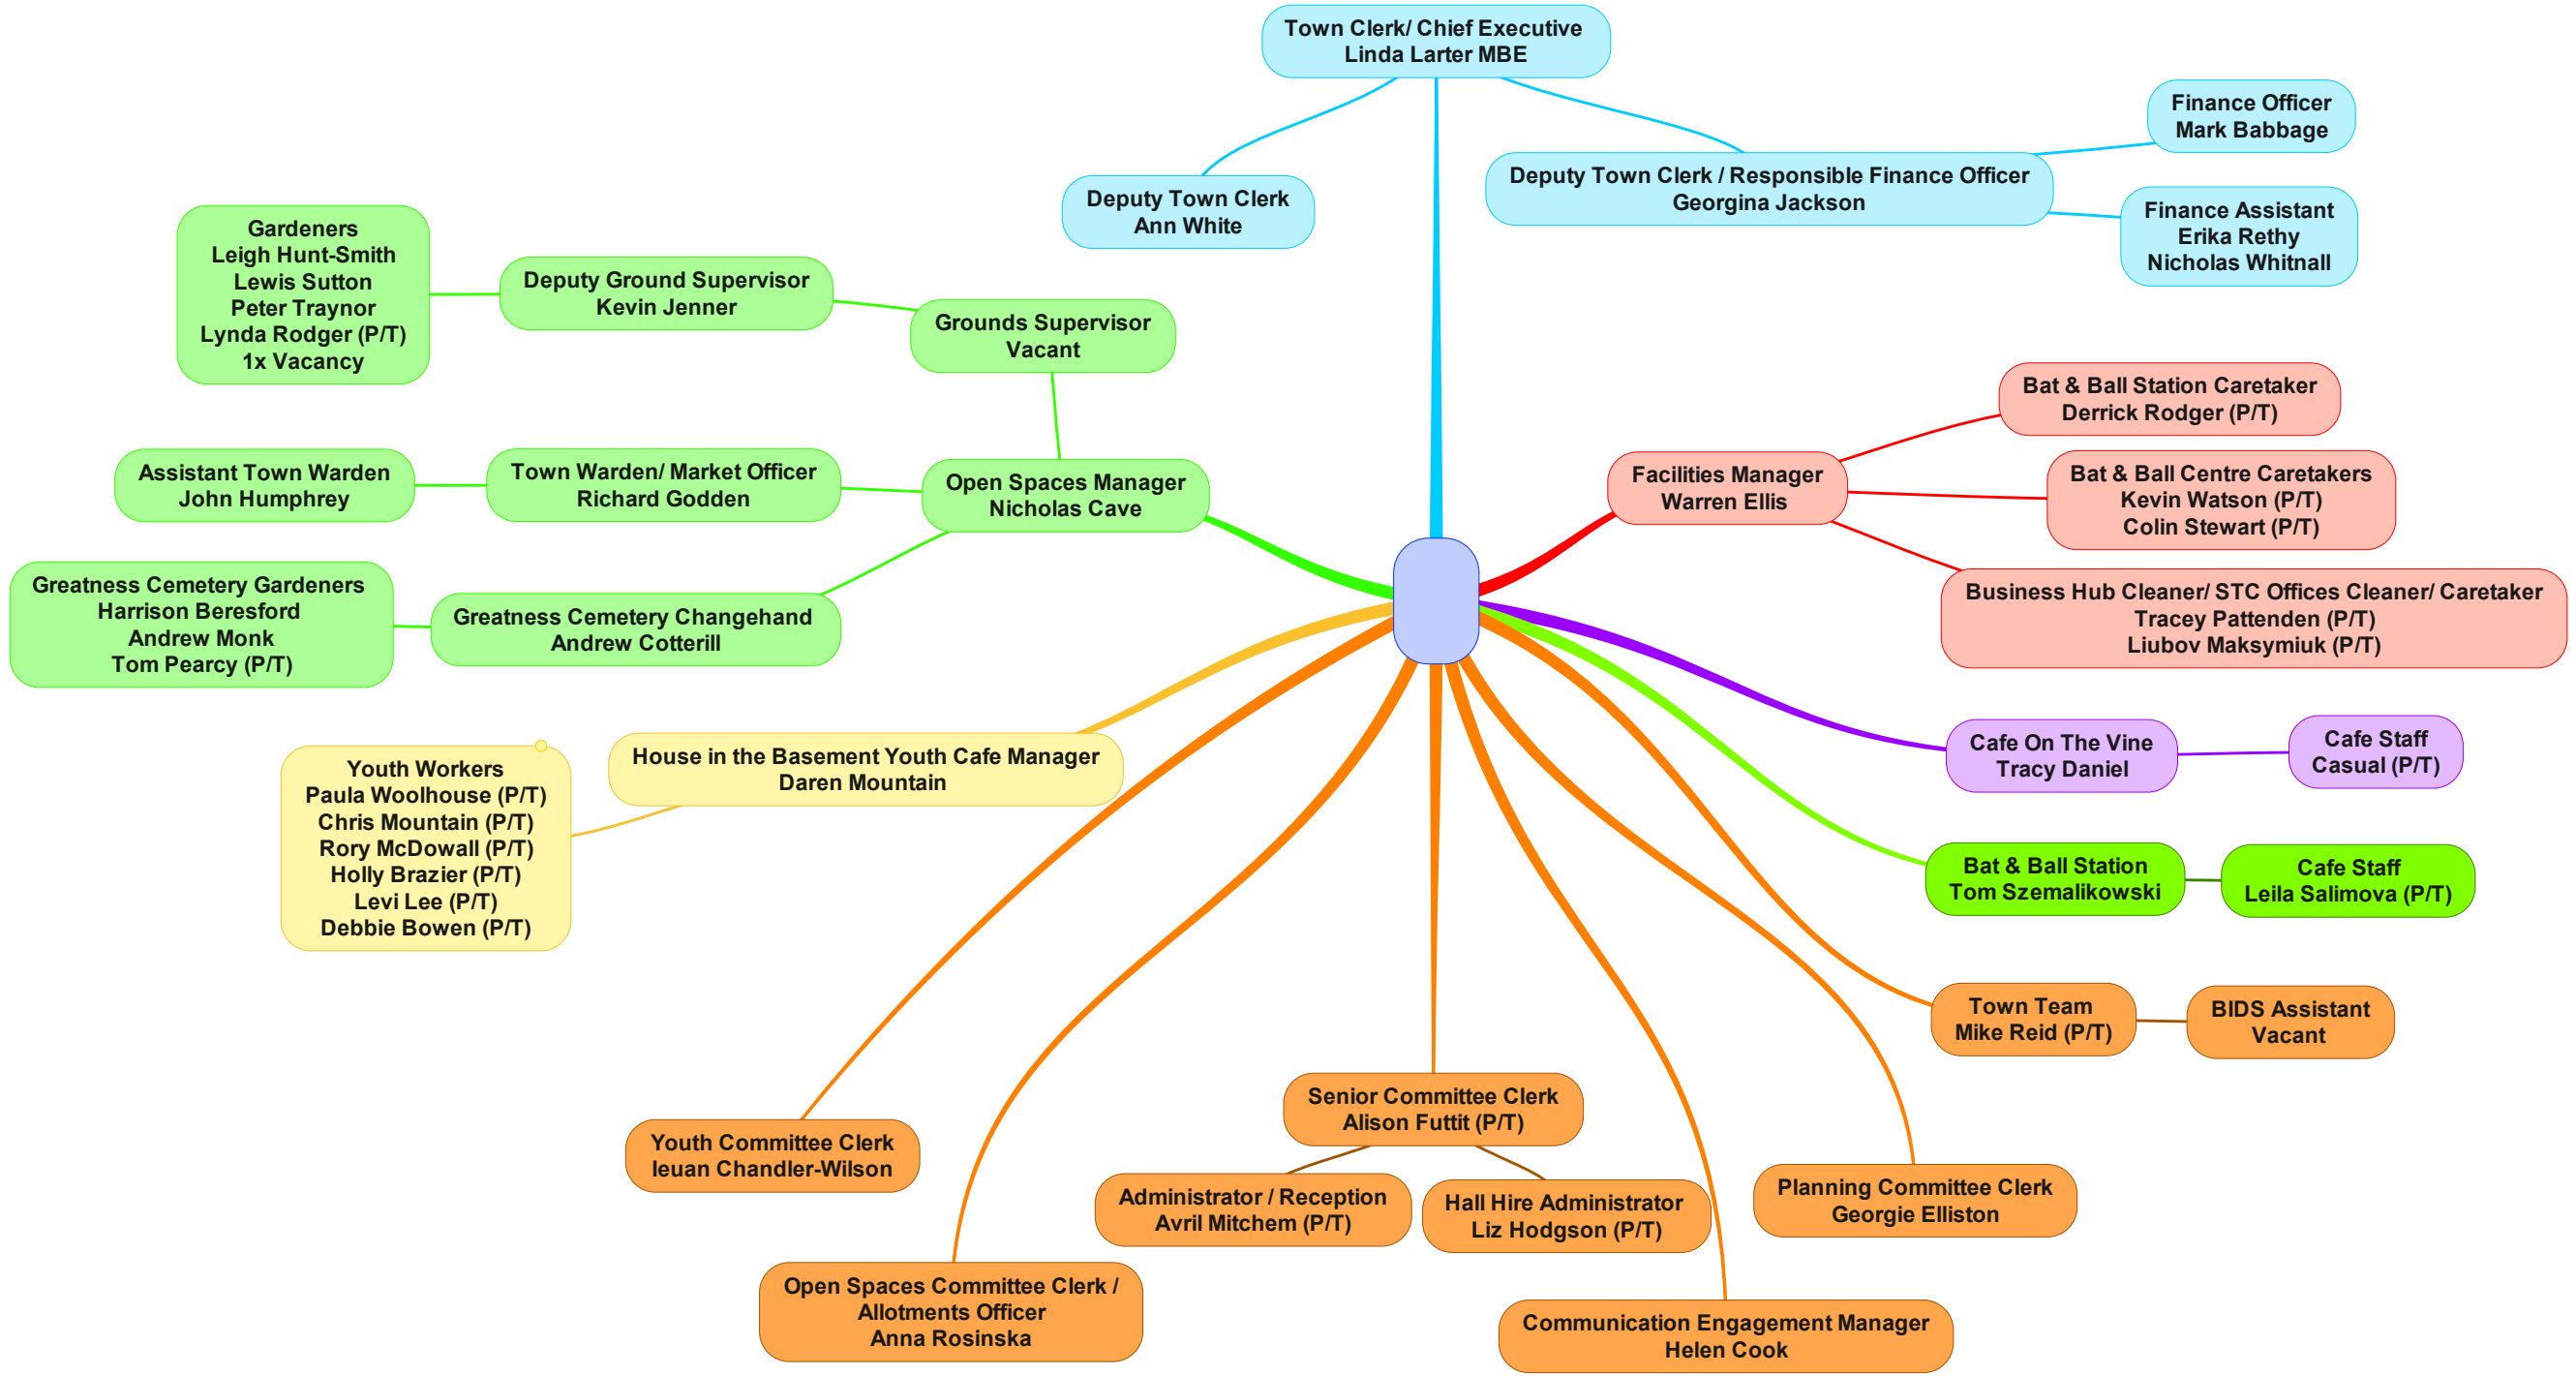 Town Clerk/ Chief Executive
Linda Larter MBE
Deputy Town Clerk
Ann White
Deputy Town Clerk / Responsible Finance Officer
Georgina Jackson
Finance Officer
Mark Babbage
Finance Assistant
Erika Rethy
Nicholas Whitnall
Gardeners
Leigh Hunt-Smith
Lewis Sutton
Peter Traynor
Lynda Rodger (P/T)
1x Vacancy
Deputy Ground Supervisor
Kevin Jenner
Grounds Supervisor
Vacant
Assistant Town Warden
John Humphrey
Town Warden/ Market Officer
Richard Godden
Open Spaces Manager
Nicholas Cave
Greatness Cemetery Gardeners
Harrison Beresford
Andrew Monk
Tom Pearcy (P/T)
Greatness Cemetery Changehand
Andrew Cotterill
Facilities Manager
Warren Ellis
Bat & Ball Station Caretaker
Derrick Rodger (P/T)
Bat & Ball Centre Caretakers
Kevin Watson (P/T)
Colin Stewart (P/T)
Business Hub Cleaner/ STC Offices Cleaner/ Caretaker
Tracey Pattenden (P/T)
Liubov Maksymiuk (P/T)
House in the Basement Youth Cafe Manager
Daren Mountain
Youth Workers
Paula Woolhouse (P/T)
Chris Mountain (P/T)
Rory McDowall (P/T)
Holly Brazier (P/T)
Levi Lee (P/T)
Debbie Bowen (P/T)
Cafe On The Vine
Tracy Daniel
Cafe Staff
Casual (P/T)
Bat & Ball Station
Tom Szemalikowski
Cafe Staff
Leila Salimova (P/T)
Town Team
Mike Reid (P/T)
BIDS Assistant
Vacant
Youth Committee Clerk
Ieuan Chandler-Wilson
Open Spaces Committee Clerk /
Allotments Officer
Anna Rosinska
Senior Committee Clerk
Alison Futtit (P/T)
Administrator / Reception
Avril Mitchem (P/T)
Hall Hire Administrator
Liz Hodgson (P/T)
Communication Engagement Manager
Helen Cook
Planning Committee Clerk
Georgie Elliston